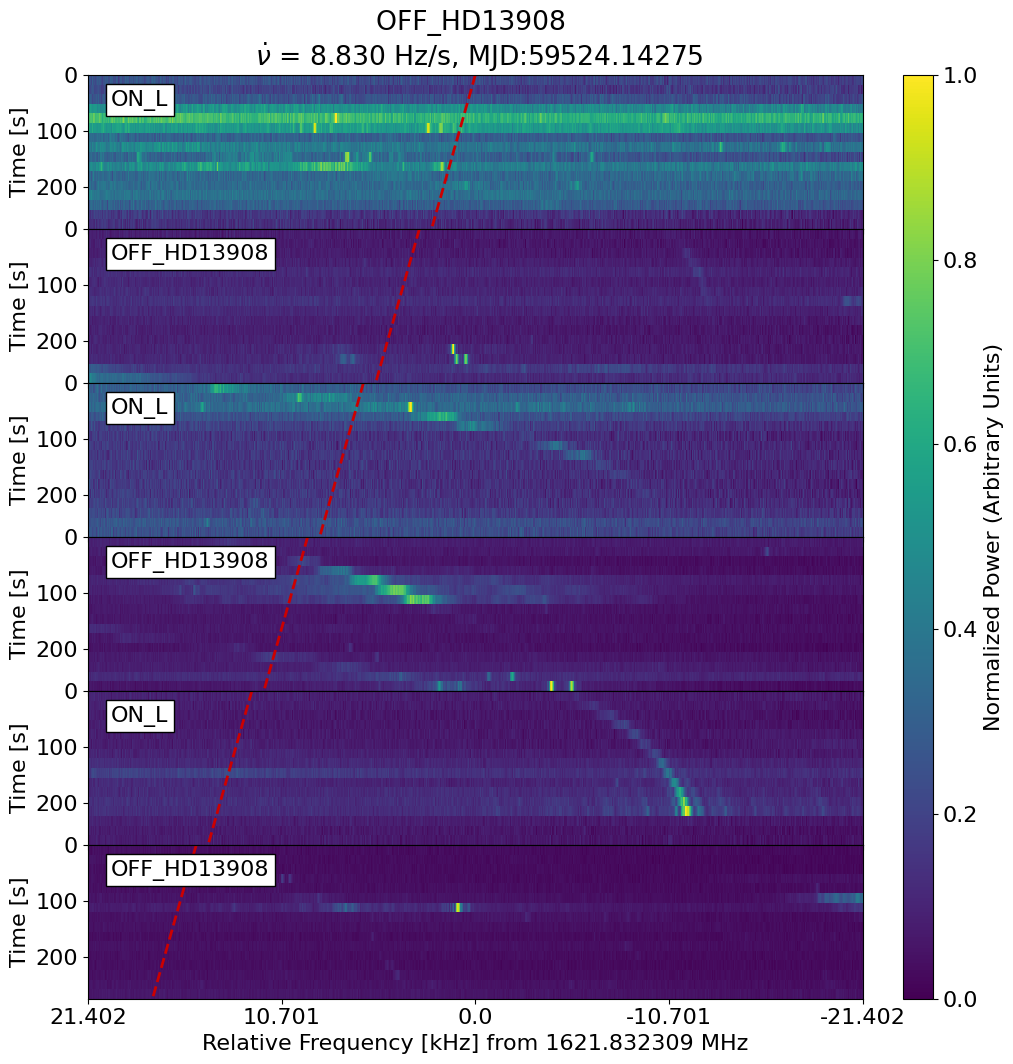 OFF_HD13908
ν̇ = 8.830 Hz/s, MJD:59524.14275
ON_L
OFF_HD13908
ON_L
OFF_HD13908
ON_L
OFF_HD13908
0
100
200
0
100
200
0
100
200
0
100
200
0
100
200
0
100
200
Time [s]
Time [s]
Time [s]
Time [s]
Time [s]
Time [s]
21.402
10.701
0.0
-10.701
-21.402
Relative Frequency [kHz] from 1621.832309 MHz
1.0
0.8
0.6
0.4
0.2
0.0
Normalized Power (Arbitrary Units)